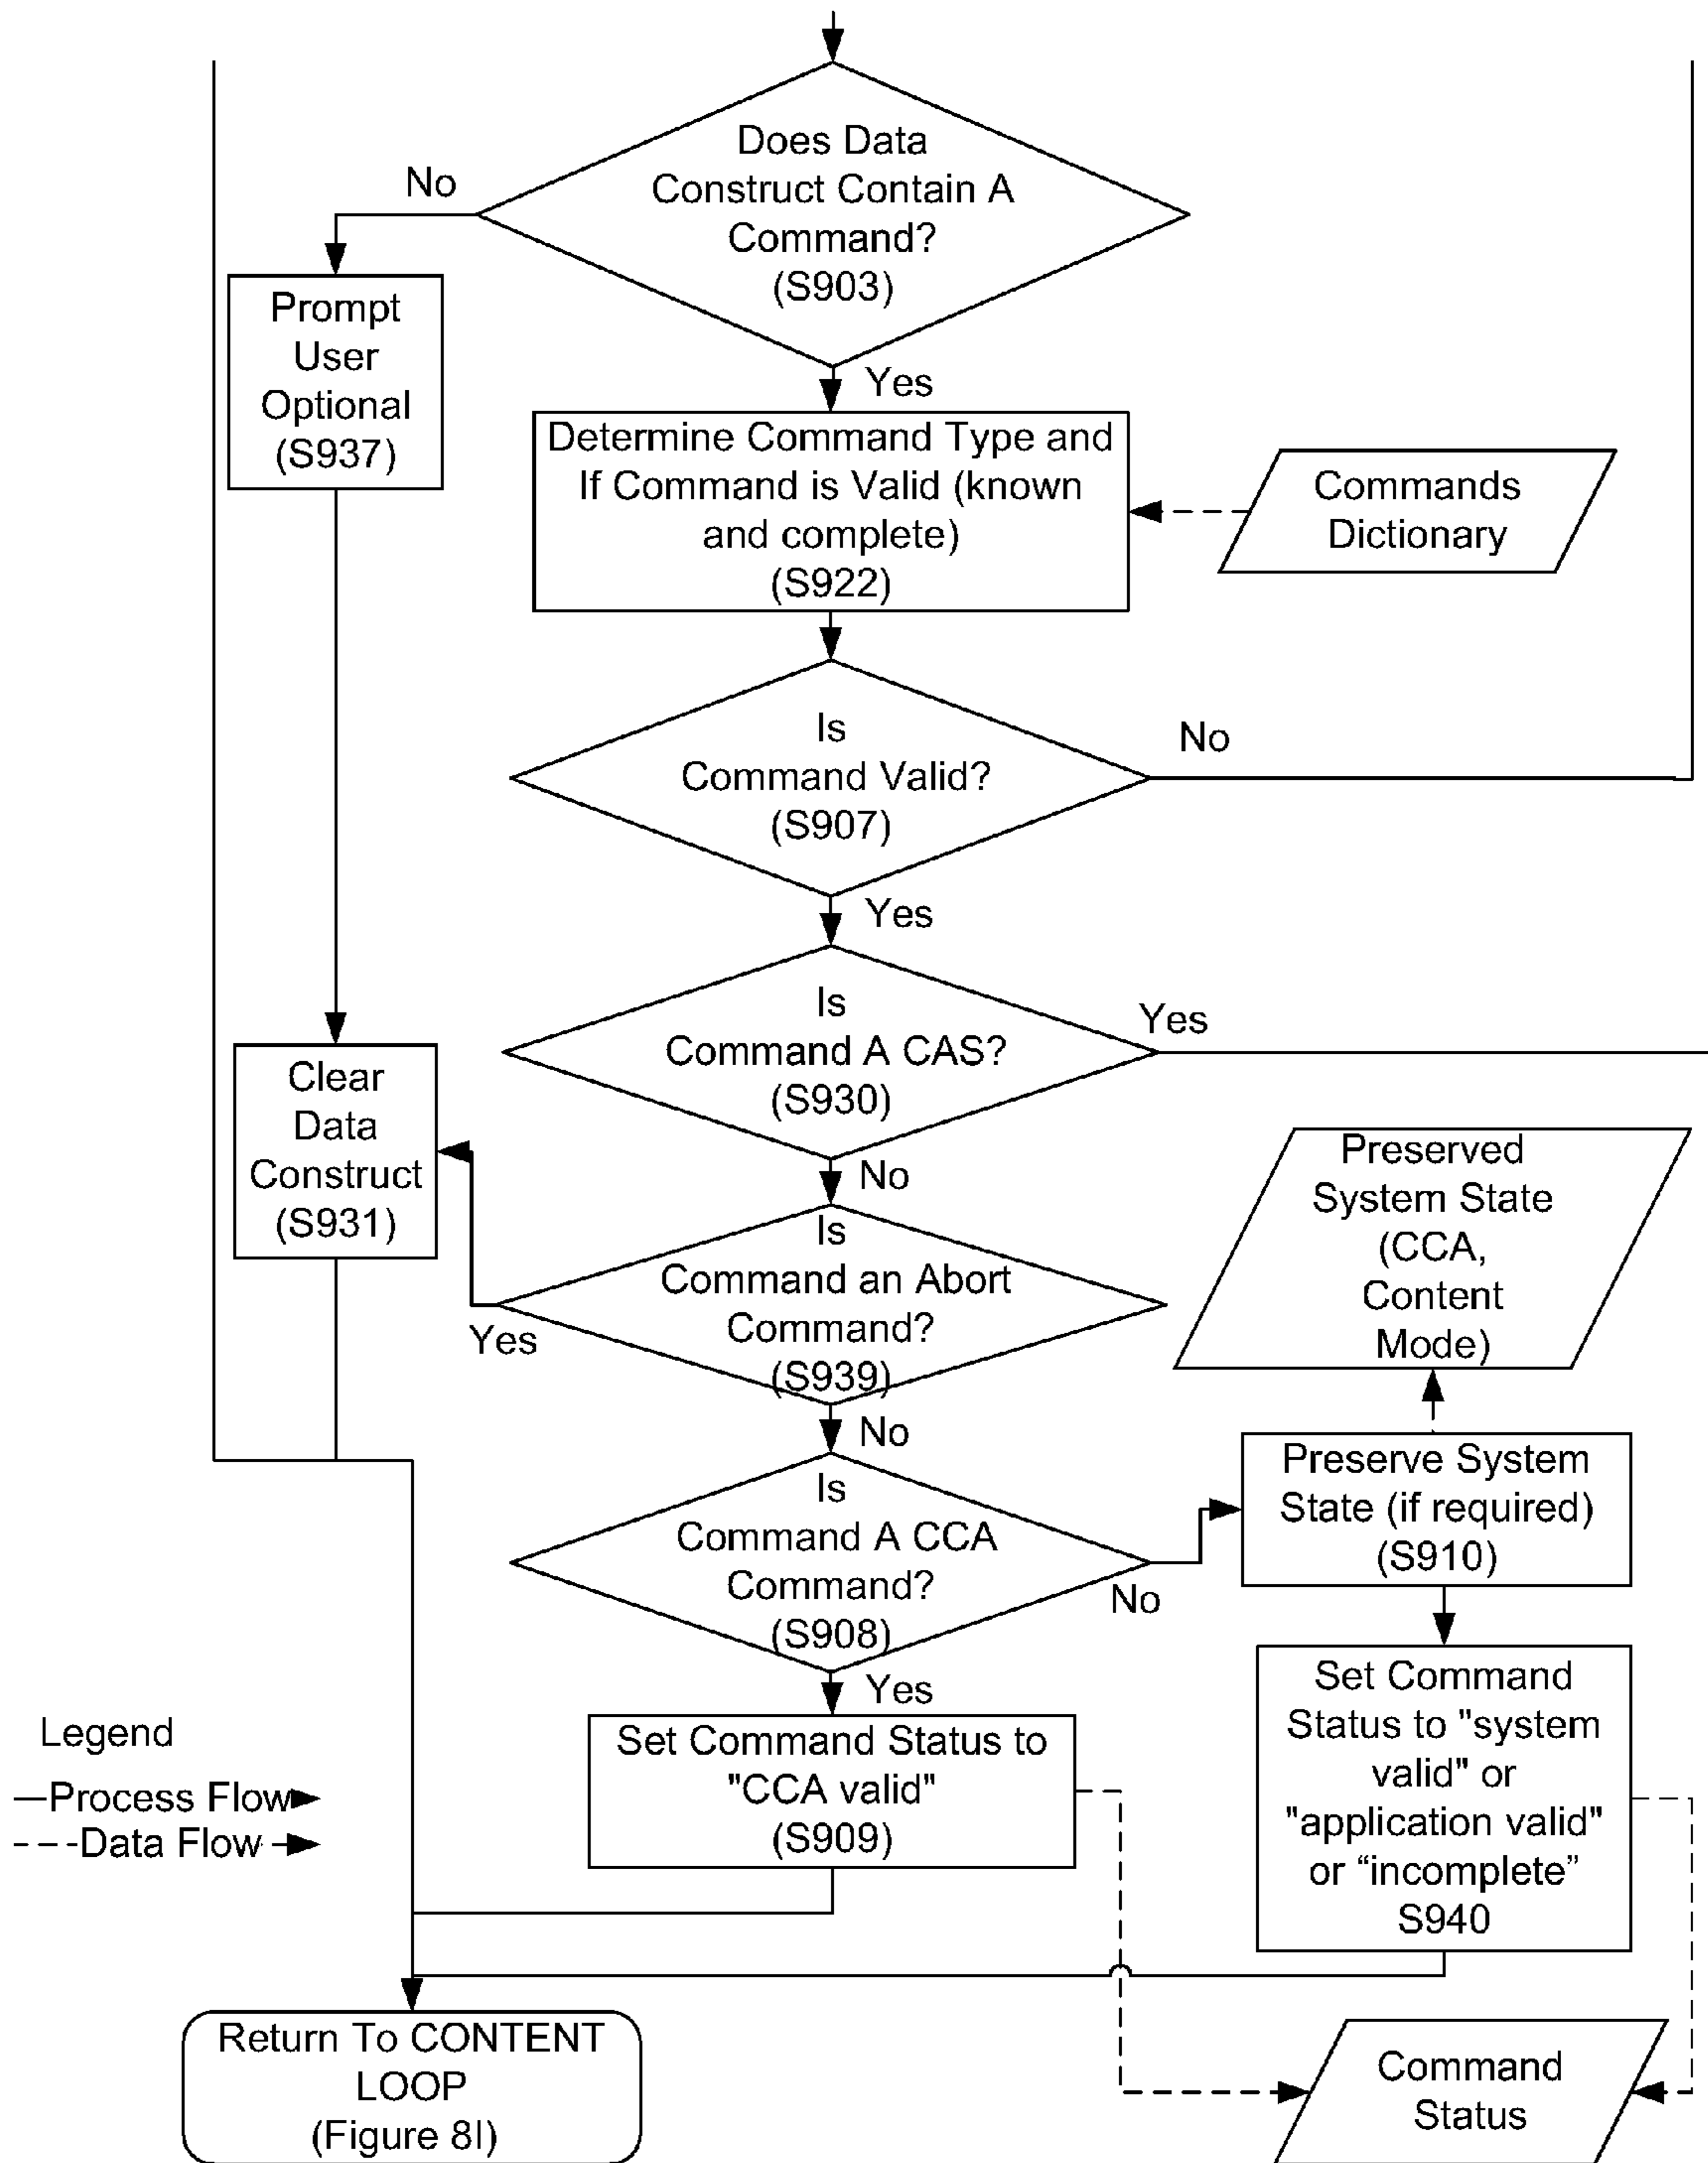 Does Data
Construct Contain A
Command?
(S903)
No
Yes
Prompt
User
Optional
(S937)
Determine Command Type and
If Command is Valid (known
and complete)
(S922)
Commands
Dictionary
Is
Command Valid?
(S907)
No
Yes
Is
Command A CAS?
(S930)
Yes
No
Clear
Data
Construct
(S931)
Is
Command an Abort
Command?
(S939)
Yes
No
Preserved
System State
(CCA,
Content
Mode)
Is
Command A CCA
Command?
(S908)
No
Yes
Preserve System
State (if required)
(S910)
Set Command
Status to "system
valid" or
"application valid"
or “incomplete”
S940
Set Command Status to
"CCA valid"
(S909)
Legend
Process Flow
Data Flow
Return To CONTENT
LOOP
(Figure 8I)
Command
Status